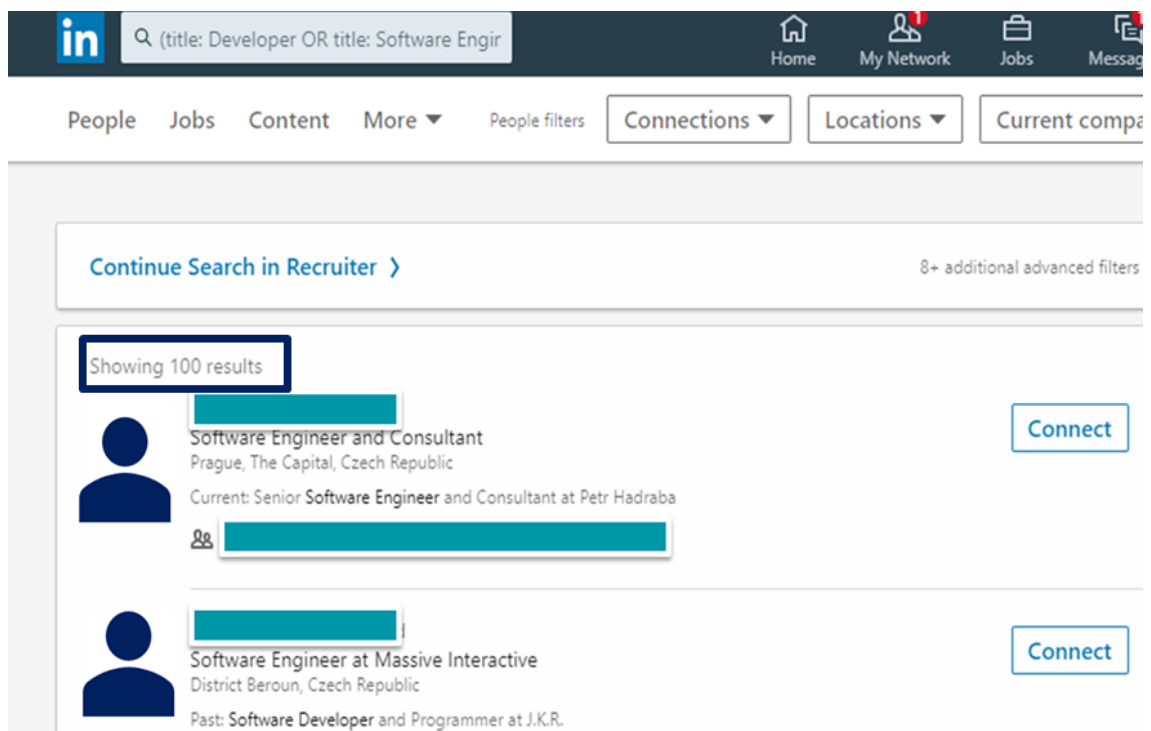 in
(title: Developer OR title: Software Engir
1
Home
My Network
Jobs
Messag
People
Jobs
Content
More
People filters
Connections
Locations
Current compa
Continue Search in Recruiter
8+ additional advanced filters
Showing 100 results
Software Engineer and Consultant
Prague, The Capital, Czech Republic
Current: Senior Software Engineer and Consultant at Petr Hadraba
Connect
Software Engineer at Massive Interactive
District Beroun, Czech Republic
Past: Software Developer and Programmer at J.K.R.
Connect